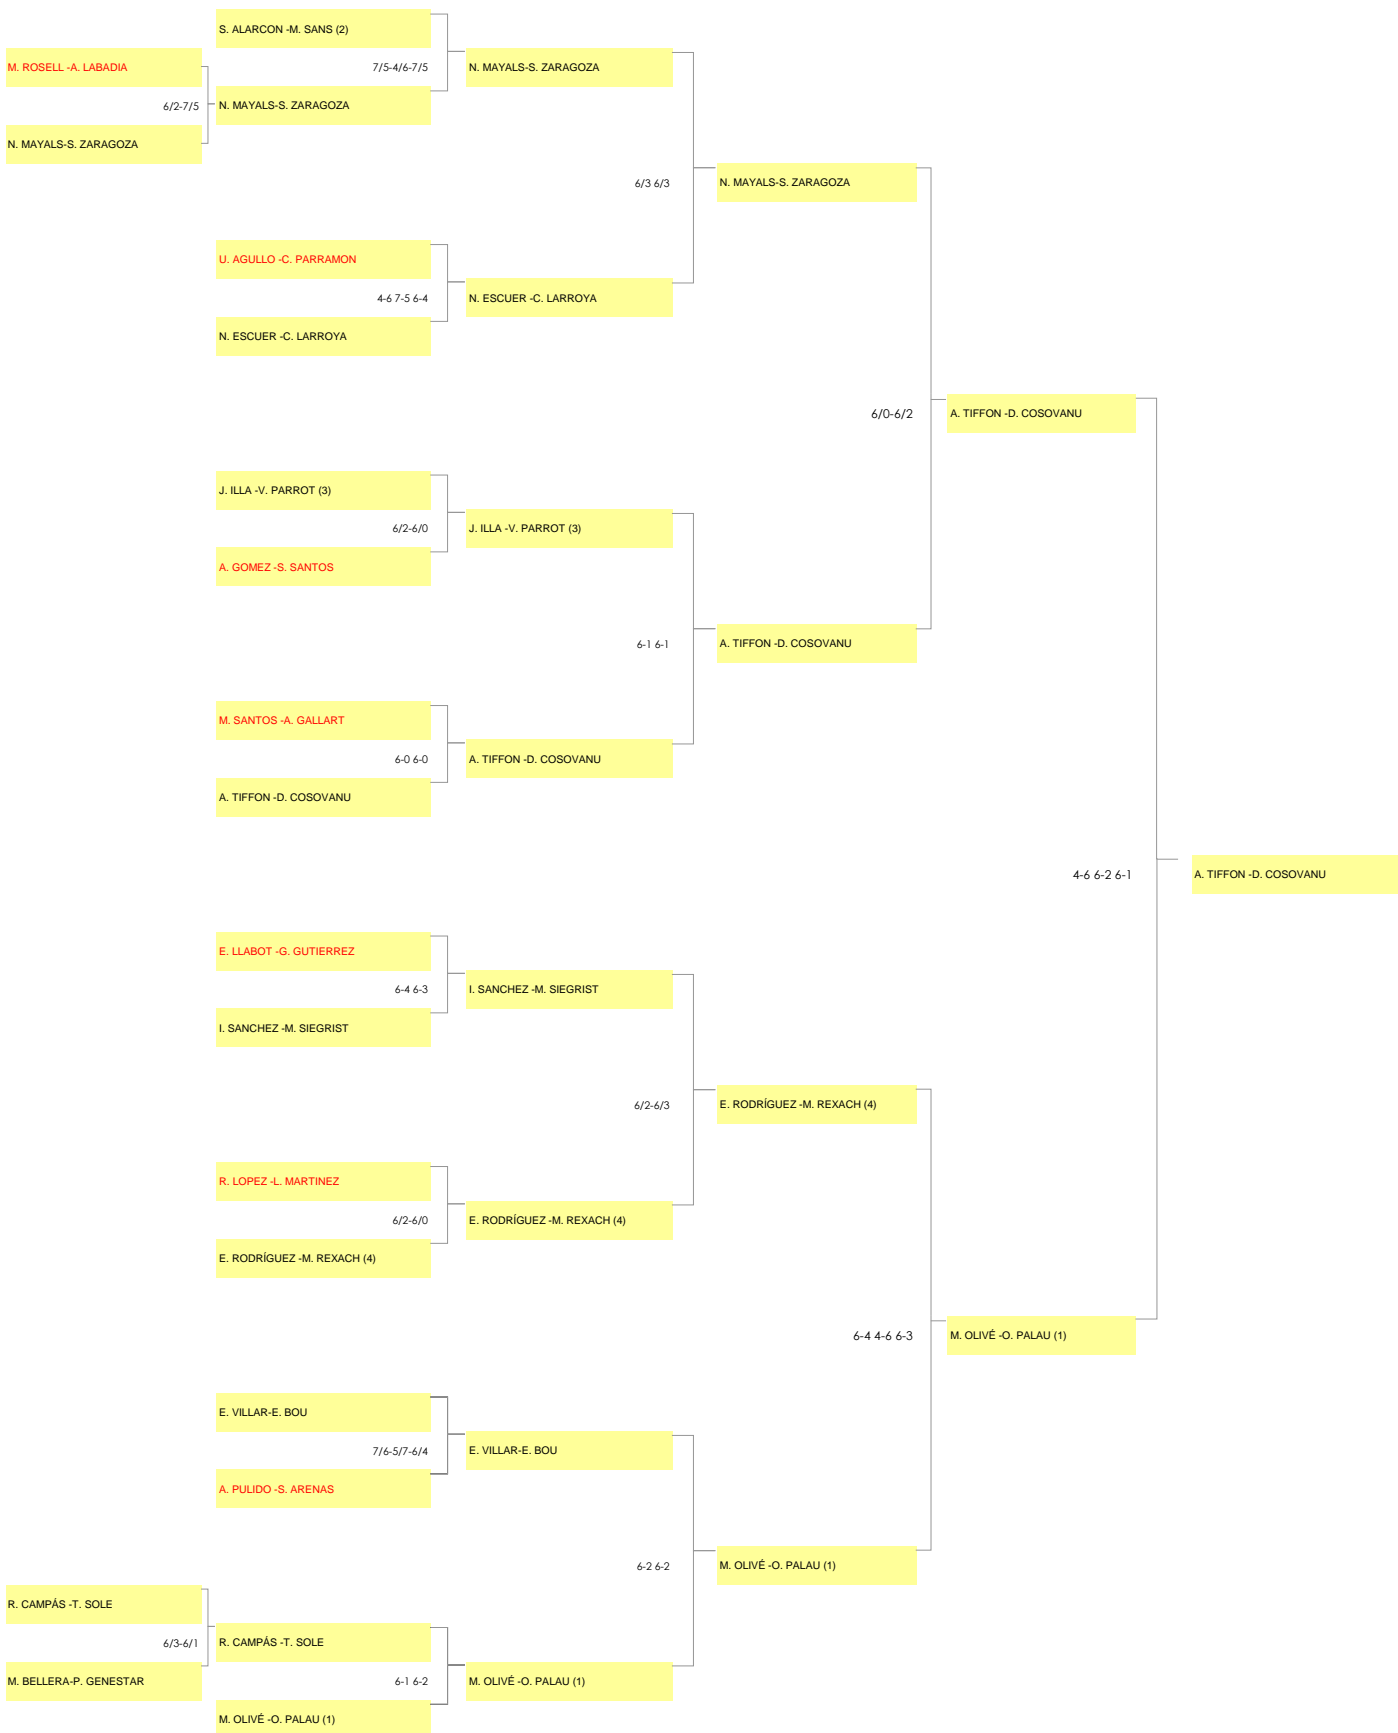 S. ALARCON -M. SANS (2)
M. ROSELL -A. LABADIA
7/5-4/6-7/5
N. MAYALS-S. ZARAGOZA
6/2-7/5
N. MAYALS-S. ZARAGOZA
N. MAYALS-S. ZARAGOZA
6/3 6/3
N. MAYALS-S. ZARAGOZA
U. AGULLO -C. PARRAMON
4-6 7-5 6-4
N. ESCUER -C. LARROYA
N. ESCUER -C. LARROYA
6/0-6/2
A. TIFFON -D. COSOVANU
J. ILLA -V. PARROT (3)
6/2-6/0
J. ILLA -V. PARROT (3)
A. GOMEZ -S. SANTOS
6-1 6-1
A. TIFFON -D. COSOVANU
M. SANTOS -A. GALLART
6-0 6-0
A. TIFFON -D. COSOVANU
A. TIFFON -D. COSOVANU
4-6 6-2 6-1
A. TIFFON -D. COSOVANU
E. LLABOT -G. GUTIERREZ
6-4 6-3
I. SANCHEZ -M. SIEGRIST
I. SANCHEZ -M. SIEGRIST
6/2-6/3
E. RODRÍGUEZ -M. REXACH (4)
R. LOPEZ -L. MARTINEZ
6/2-6/0
E. RODRÍGUEZ -M. REXACH (4)
E. RODRÍGUEZ -M. REXACH (4)
6-4 4-6 6-3
M. OLIVÉ -O. PALAU (1)
E. VILLAR-E. BOU
7/6-5/7-6/4
E. VILLAR-E. BOU
A. PULIDO -S. ARENAS
6-2 6-2
M. OLIVÉ -O. PALAU (1)
R. CAMPÁS -T. SOLE
6/3-6/1
R. CAMPÁS -T. SOLE
M. BELLERA-P. GENESTAR
6-1 6-2
M. OLIVÉ -O. PALAU (1)
M. OLIVÉ -O. PALAU (1)